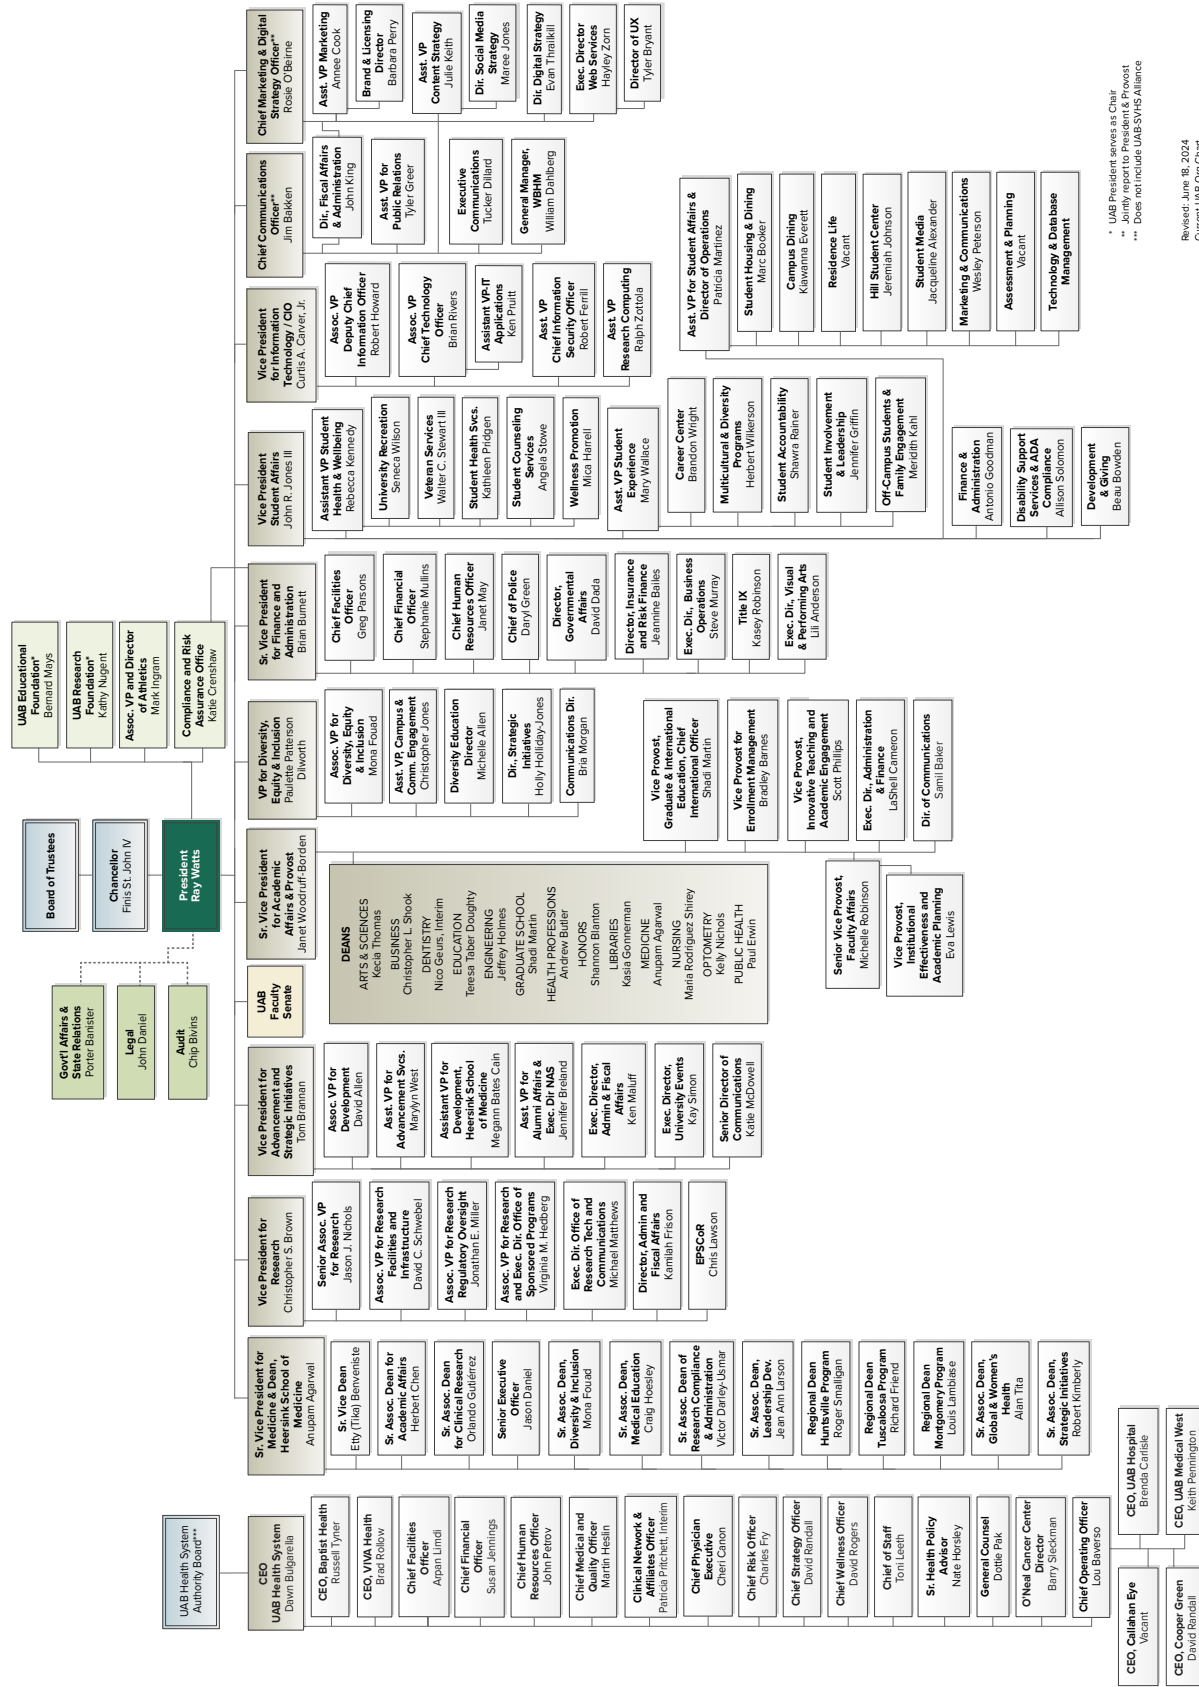 Board of Trustees
Chancellor
Finis St. John IV
President
Ray Watts
Gov't'l Affairs &
State Relations
Porter Banister
Legal
John Daniel
Audit
Chip Bivins
UAB Educational
Foundation*
Bernard Mays
UAB Research
Foundation*
Kathy Nugent
Assoc. VP and Director
of Athletics
Mark Ingram
Compliance and Risk
Assurance Office
Katie Crenshaw
UAB Health System
Authority Board***
CEO
UAB Health System
Dawn Bulgarella
CEO, Baptist Health
Russell Tyner
CEO, VIVA Health
Brad Rollow
Chief Facilities
Officer
Arpan Limdi
Chief Financial
Officer
Susan Jennings
Chief Human
Resources Officer
John Petrov
Chief Medical and
Quality Officer
Martin Heslin
Clinical Network &
Affiliates Officer
Patricia Pritchett, Interim
Chief Physician
Executive
Cheri Canon
Chief Risk Officer
Charles Fry
Chief Strategy Officer
David Randall
Chief Wellness Officer
David Rogers
Chief of Staff
Toni Leeth
Sr. Health Policy
Advisor
Nate Horsley
General Counsel
Dottie Pak
O'Neal Cancer Center
Director
Barry Sleckman
Chief Operating Officer
Lou Baverso
CEO, Callahan Eye
Vacant
CEO, UAB Hospital
Brenda Carlisle
CEO, Cooper Green
David Randall
CEO, UAB Medical West
Keith Pennington
Sr. Vice President for
Medicine & Dean,
Heersink School of
Medicine
Anupam Agarwal
Sr. Vice Dean
Etty (Tika) Benveniste
Sr. Assoc. Dean for
Academic Affairs
Herbert Chen
Sr. Assoc. Dean
for Clinical Research
Orlando Gutiérrez
Senior Executive
Officer
Jason Daniel
Sr. Assoc. Dean,
Diversity & Inclusion
Mona Fouad
Sr. Assoc. Dean,
Medical Education
Craig Hoesley
Sr. Assoc. Dean of
Research Compliance
& Administration
Victor Darley-Usmar
Sr. Assoc. Dean,
Leadership Dev.
Jean Ann Larson
Regional Dean
Huntsville Program
Roger Smalligan
Regional Dean
Tuscaloosa Program
Richard Friend
Regional Dean
Montgomery Program
Louis Lambiase
Sr. Assoc. Dean,
Global & Women's
Health
Alan Tita
Sr. Assoc. Dean,
Strategic Initiatives
Robert Kimberly
Vice President for
Research
Christopher S. Brown
Senior Assoc. VP
for Research
Jason J. Nichols
Assoc. VP for Research
Facilities and
Infrastructure
David C. Schwebel
Assoc. VP for Research
Regulatory Oversight
Jonathan E. Miller
Assoc. VP for Research
and Exec. Dir. Office of
Sponsored Programs
Virginia M. Hedberg
Exec. Dir. Office of
Research Tech and
Communications
Michael Matthews
Director, Admin and
Fiscal Affairs
Kamilah Frison
EPSCoR
Chris Lawson
Vice President for
Advancement and
Strategic Initiatives
Tom Brannan
Assoc. VP for
Development
David Allen
Asst. VP for
Advancement Svcs.
Marylyn West
Assistant VP for
Development,
Heersink School
of Medicine
Megann Bates Cain
Asst. VP for
Alumni Affairs &
Exec. Dir NAS
Jennifer Breland
Exec. Director,
Admin & Fiscal
Affairs
Ken Maluff
Exec. Director,
University Events
Kay Simon
Senior Director of
Communications
Katie McDowell
UAB
Faculty
Senate
Sr. Vice President
for Academic
Affairs & Provost
Janet Woodruff-Borden
DEANS
ARTS & SCIENCES
Kecia Thomas
BUSINESS
Christopher L. Shook
DENTISTRY
Nico Geurs, Interim
EDUCATION
Teresa Taber Doughty
ENGINEERING
Jeffrey Holmes
GRADUATE SCHOOL
Shadi Martin
HEALTH PROFESSIONS
Andrew Butler
HONORS
Shannon Blanton
LIBRARIES
Kasia Gonnerman
MEDICINE
Anupam Agarwal
NURSING
Maria Rodriguez Shirey
OPTOMETRY
Kelly Nichols
PUBLIC HEALTH
Paul Erwin
Vice Provost,
Graduate & International
Education, Chief
International Officer
Shadi Martin
Vice Provost for
Enrollment Management
Bradley Barnes
Vice Provost,
Innovative Teaching and
Academic Engagement
Scott Phillips
Exec. Dir., Administration
& Finance
LaShell Cameron
Dir. of Communications
Samil Baker
Senior Vice Provost,
Faculty Affairs
Michelle Robinson
Vice Provost,
Institutional
Effectiveness and
Academic Planning
Eva Lewis
VP for Diversity,
Equity & Inclusion
Paulette Patterson
Dilworth
Assoc. VP for
Diversity, Equity
& Inclusion
Mona Fouad
Asst. VP, Campus &
Comm. Engagement
Christopher Jones
Diversity Education
Director
Michelle Allen
Dir., Strategic
Initiatives
Holly Holliday-Jones
Communications Dir.
Bria Morgan
Sr. Vice President
for Finance and
Administration
Brian Burnett
Chief Facilities
Officer
Greg Parsons
Chief Financial
Officer
Stephanie Mullins
Chief Human
Resources Officer
Janet May
Chief of Police
Daryl Green
Director,
Governmental
Affairs
David Dada
Director, Insurance
and Risk Finance
Jeannine Bailes
Exec. Dir., Business
Operations
Steve Murray
Title IX
Kasey Robinson
Exec. Dir., Visual
& Performing Arts
Lili Anderson
Vice President
Student Affairs
John R. Jones III
Assistant VP Student
Health & Wellbeing
Rebecca Kennedy
University Recreation
Seneca Wilson
Veteran Services
Walter C. Stewart III
Student Health Svcs.
Kathleen Pridgen
Student Counseling
Services
Angela Stowe
Wellness Promotion
Mica Harrell
Asst. VP Student
Experience
Mary Wallace
Career Center
Brandon Wright
Multicultural & Diversity
Programs
Herbert Wilkerson
Student Accountability
Shawra Rainer
Student Involvement
& Leadership
Jennifer Griffin
Off-Campus Students &
Family Engagement
Meridith Kahl
Asst. VP for Student Affairs &
Director of Operations
Patricia Martinez
Student Housing & Dining
Marc Booker
Campus Dining
Kiawanna Everett
Residence Life
Vacant
Hill Student Center
Jeremiah Johnson
Student Media
Jacqueline Alexander
Marketing & Communications
Wesley Peterson
Assessment & Planning
Vacant
Technology & Database
Management
Finance &
Administration
Antonio Goodman
Disability Support
Services & ADA
Compliance
Allison Solomon
Development
& Giving
Beau Bowden
Vice President
for Information
Technology / CIO
Curtis A. Carver, Jr.
Assoc. VP
Deputy Chief
Information Officer
Robert Howard
Assoc. VP
Chief Technology
Officer
Brian Rivers
Assistant VP-IT
Applications
Ken Pruitt
Asst. VP
Chief Information
Security Officer
Robert Ferrill
Asst. VP
Research Computing
Ralph Zottola
Chief Communications
Officer**
Jim Bakken
Dir., Fiscal Affairs
& Administration
John King
Asst. VP for
Public Relations
Tyler Greer
Executive
Communications
Tucker Dillard
General Manager,
WBHM
William Dahlberg
Chief Marketing & Digital
Strategy Officer**
Rosie O'Beirne
Asst. VP Marketing
Annee Cook
Brand & Licensing
Director
Barbara Perry
Asst. VP
Content Strategy
Julie Keith
Dir. Social Media
Strategy
Maree Jones
Dir. Digital Strategy
Evan Thrailkill
Exec. Director
Web Services
Hayley Zorn
Director of UX
Tyler Bryant
* UAB President serves as Chair
** Jointly report to President & Provost
*** Does not include UAB-SVHS Alliance
Revised: June 18, 2024
Current UAB Org Chart